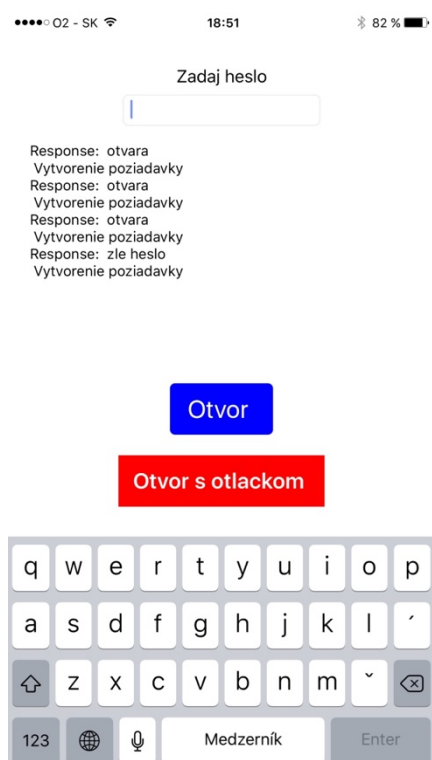 O2 - SK 18:51 82 %
Zadaj heslo
Response: otvara
Vytvorenie poziadavky
Response: otvara
Vytvorenie poziadavky
Response: otvara
Vytvorenie poziadavky
Response: zle heslo
Vytvorenie poziadavky
Otvor
Otvor s otlackom
q w e r t y u i o p
a s d f g h j k l ´
z x c v b n m ˇ
123 Medzerník Enter